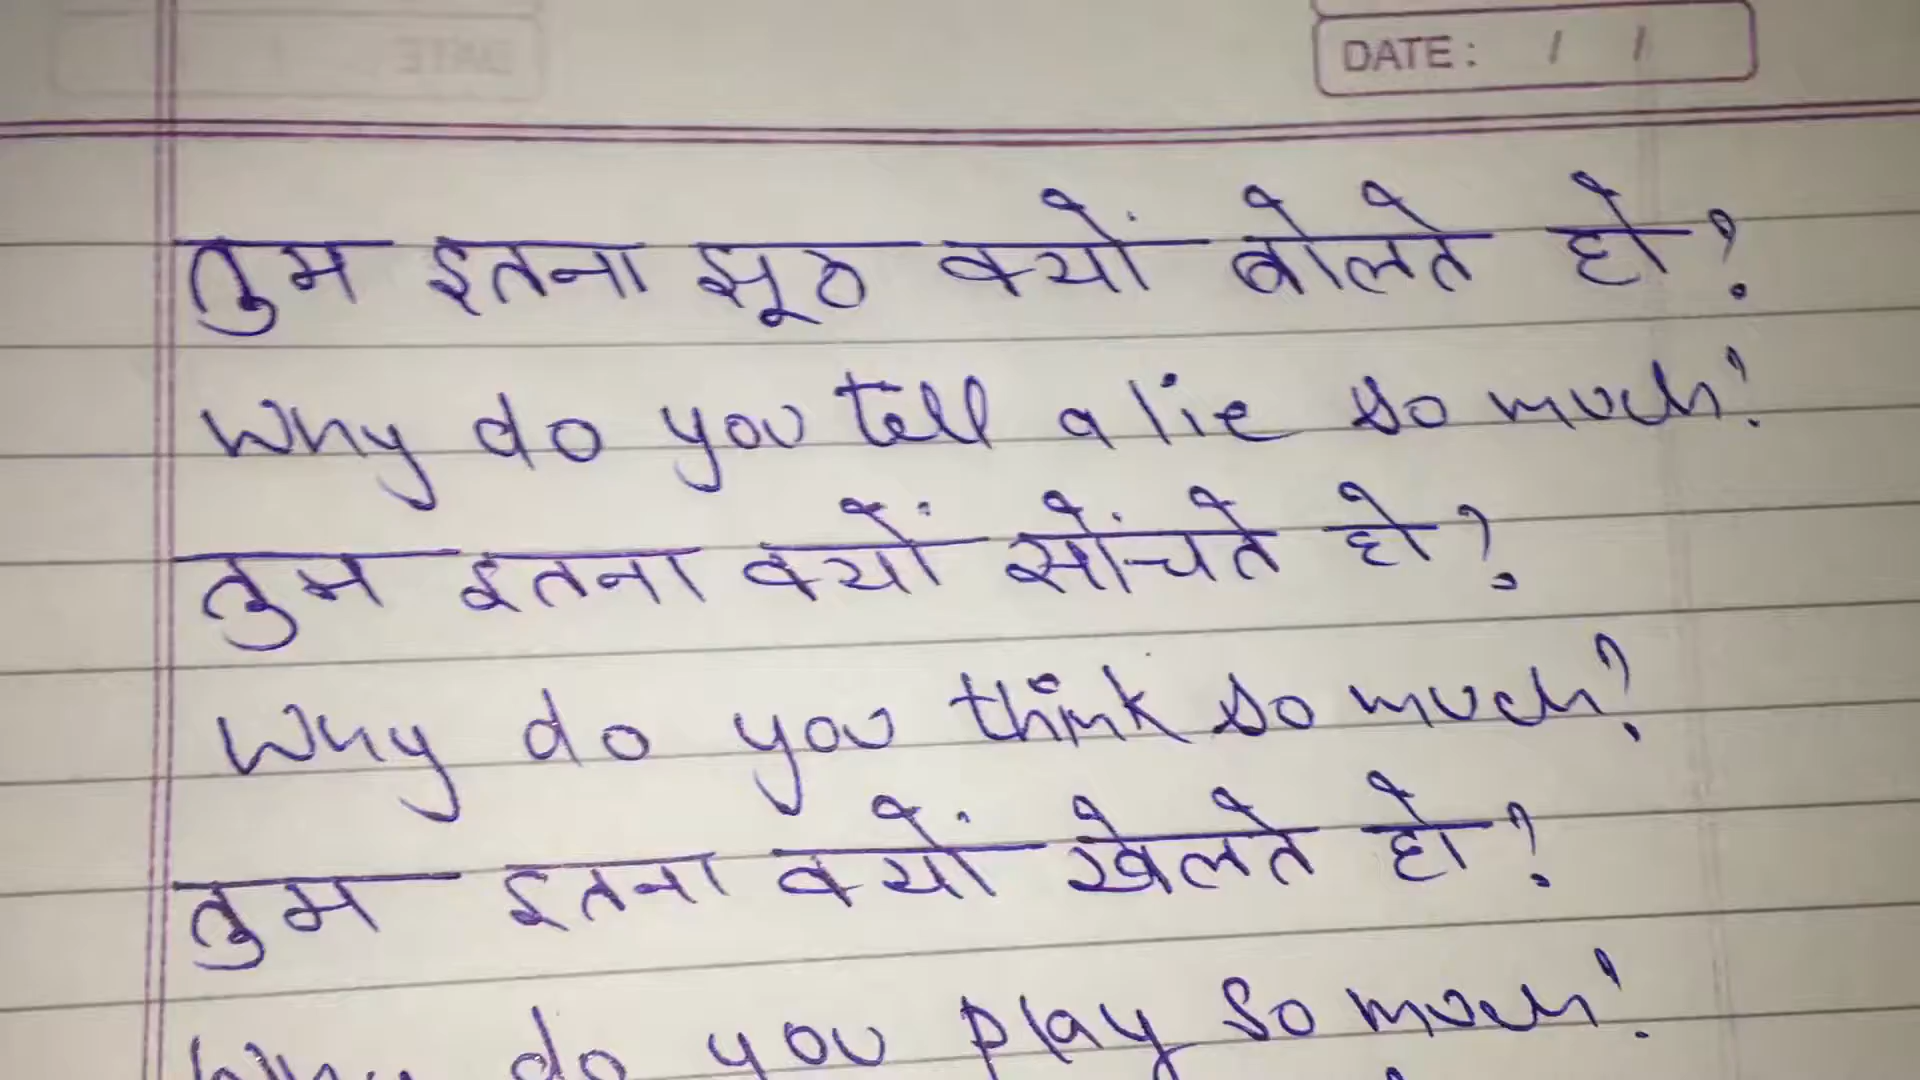 DATE: / /
तुम इतना झूठ क्यों बोलते हो?
Why do you tell a lie so much?
तुम इतना क्यों सोंचते हो?
Why do you think so much?
तुम इतना क्यों खेलते हो?
Why do you play so much?